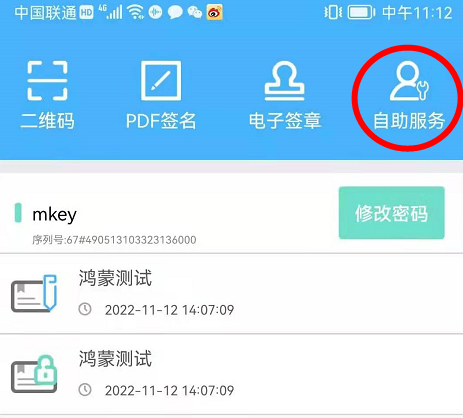 中国联通 HD 4G 中午11:12
二维码 PDF签名 电子签章 自助服务
mkey 修改密码
序列号:67#490513103323136000
鸿蒙测试
2022-11-12 14:07:09
鸿蒙测试
2022-11-12 14:07:09